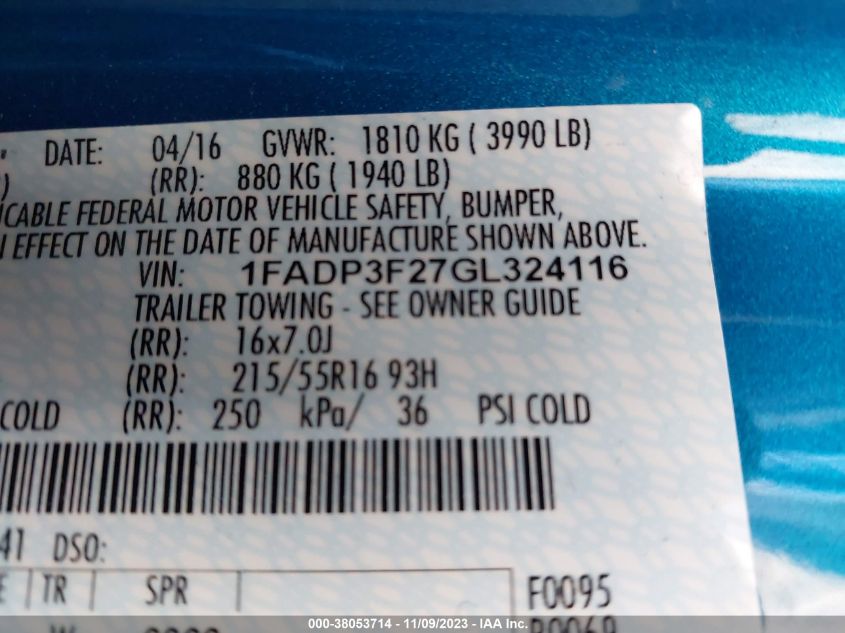 DATE: 04/16 GVWR: 1810 KG ( 3990 LB)
(RR): 880 KG ( 1940 LB)
FEDERAL MOTOR VEHICLE SAFETY, BUMPER,
EFFECT ON THE DATE OF MANUFACTURE SHOWN ABOVE.
VIN: 1FADP3F27GL324116
TRAILER TOWING - SEE OWNER GUIDE
(RR): 16x7.0J
(RR): 215/55R16 93H
COLD (RR): 250 kPa/ 36 PSI COLD
41 DSO:
TR SPR
F0095
000-38053714 - 11/09/2023 - IAA Inc.